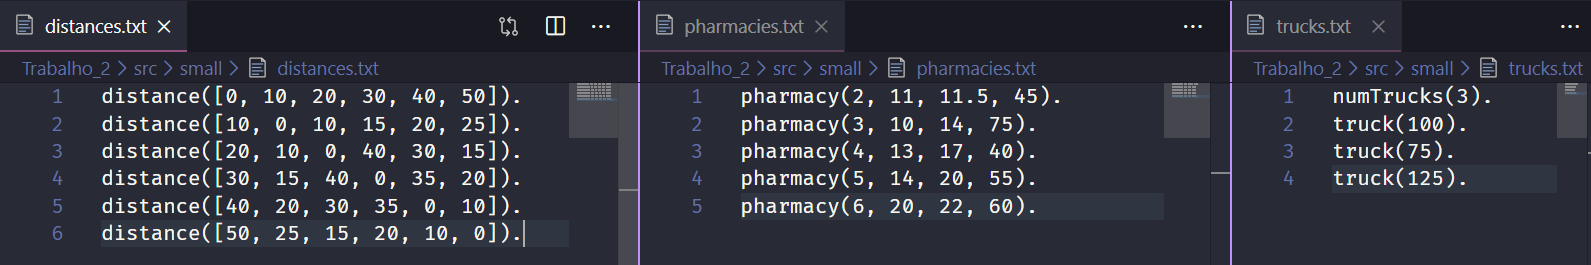 distances.txt
Trabalho_2 > src > small > distances.txt
1 distance([0, 10, 20, 30, 40, 50]).
2 distance([10, 0, 10, 15, 20, 25]).
3 distance([20, 10, 0, 40, 30, 15]).
4 distance([30, 15, 40, 0, 35, 20]).
5 distance([40, 20, 30, 35, 0, 10]).
6 distance([50, 25, 15, 20, 10, 0]).
pharmacies.txt
Trabalho_2 > src > small > pharmacies.txt
1 pharmacy(2, 11, 11.5, 45).
2 pharmacy(3, 10, 14, 75).
3 pharmacy(4, 13, 17, 40).
4 pharmacy(5, 14, 20, 55).
5 pharmacy(6, 20, 22, 60).
trucks.txt
Trabalho_2 > src > small > trucks.txt
1 numTrucks(3).
2 truck(100).
3 truck(75).
4 truck(125).